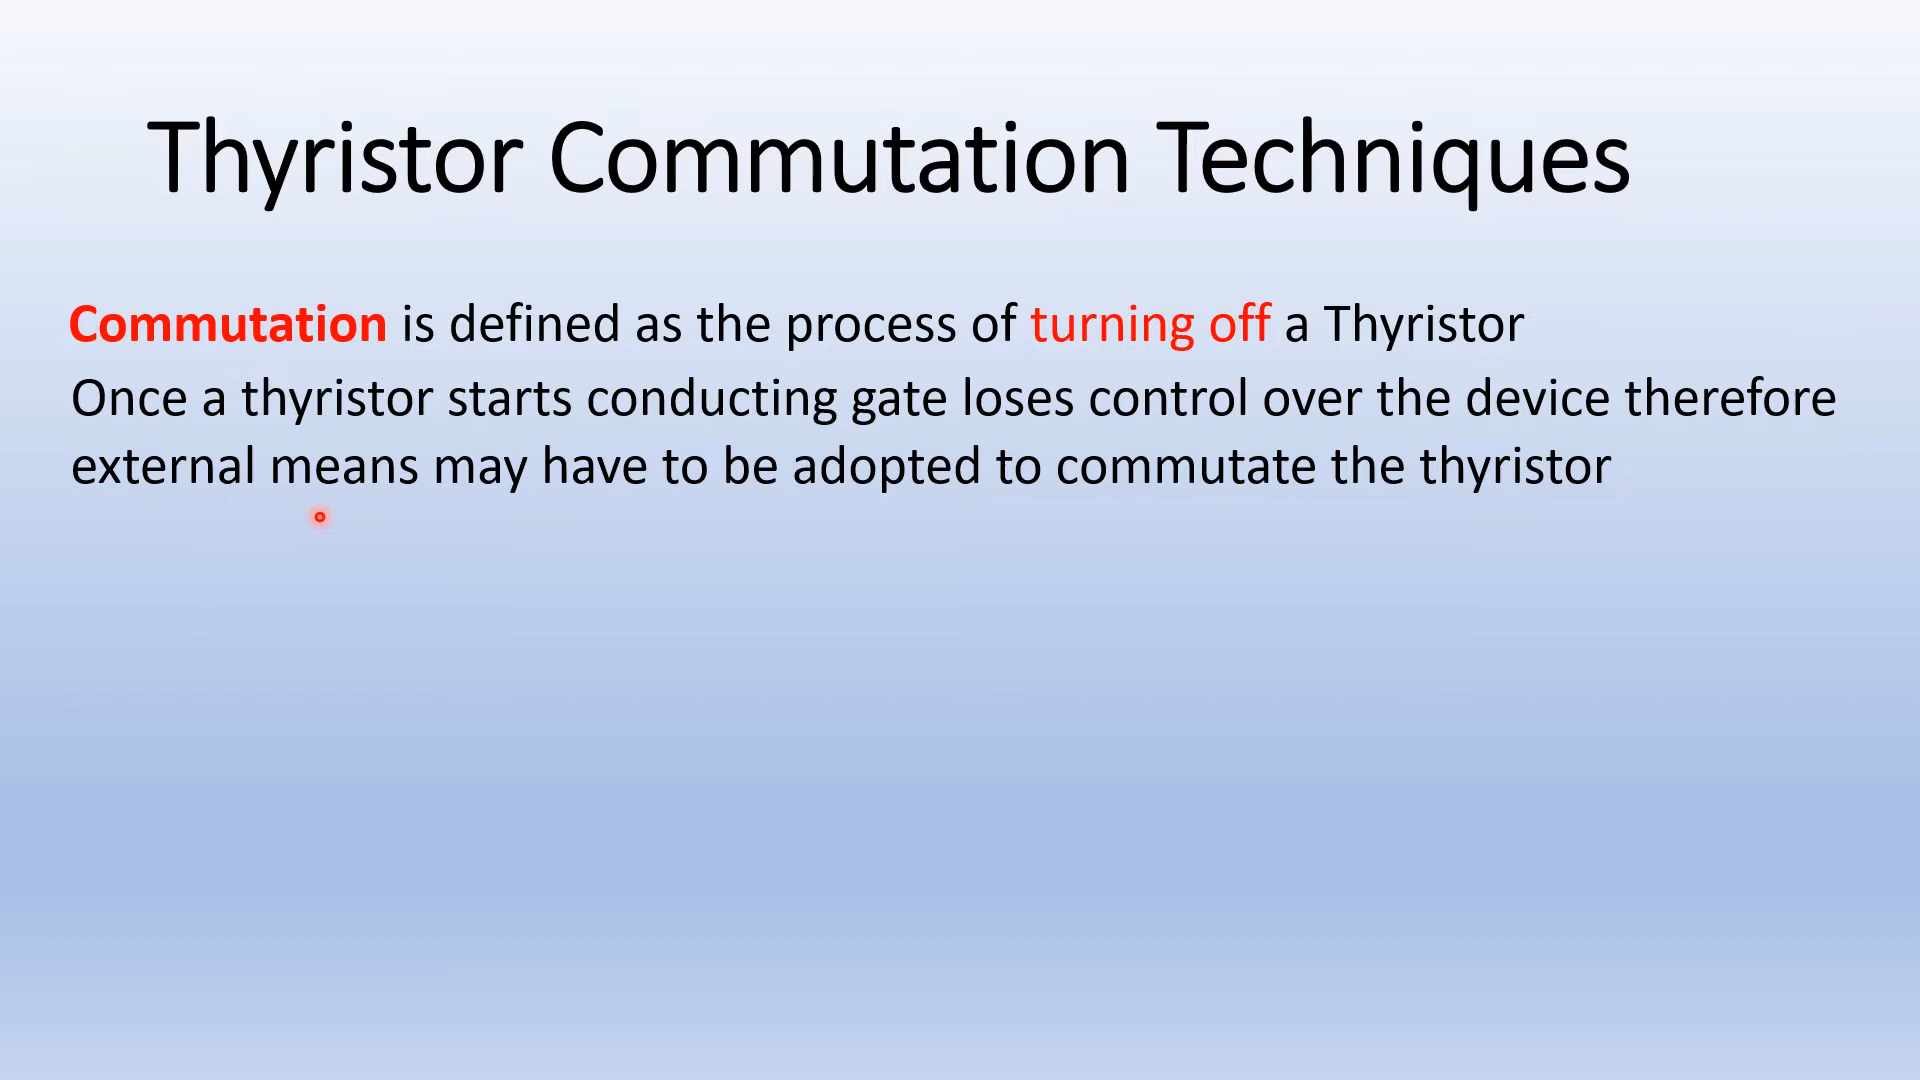 Thyristor Commutation Techniques
Commutation is defined as the process of turning off a Thyristor
Once a thyristor starts conducting gate loses control over the device therefore
external means may have to be adopted to commutate the thyristor